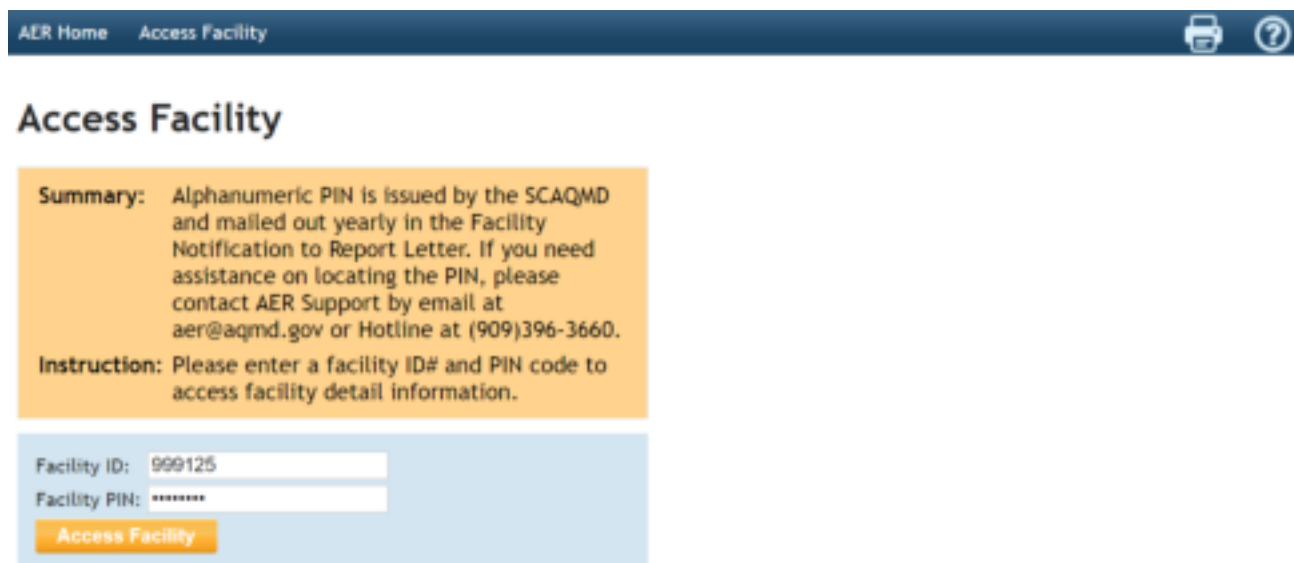 AER Home Access Facility
Access Facility
Summary: Alphanumeric PIN is issued by the SCAQMD
and mailed out yearly in the Facility
Notification to Report Letter. If you need
assistance on locating the PIN, please
contact AER Support by email at
aer@aqmd.gov or Hotline at (909)396-3660.
Instruction: Please enter a facility ID# and PIN code to
access facility detail information.
Facility ID: 999125
Facility PIN: ••••••••
Access Facility